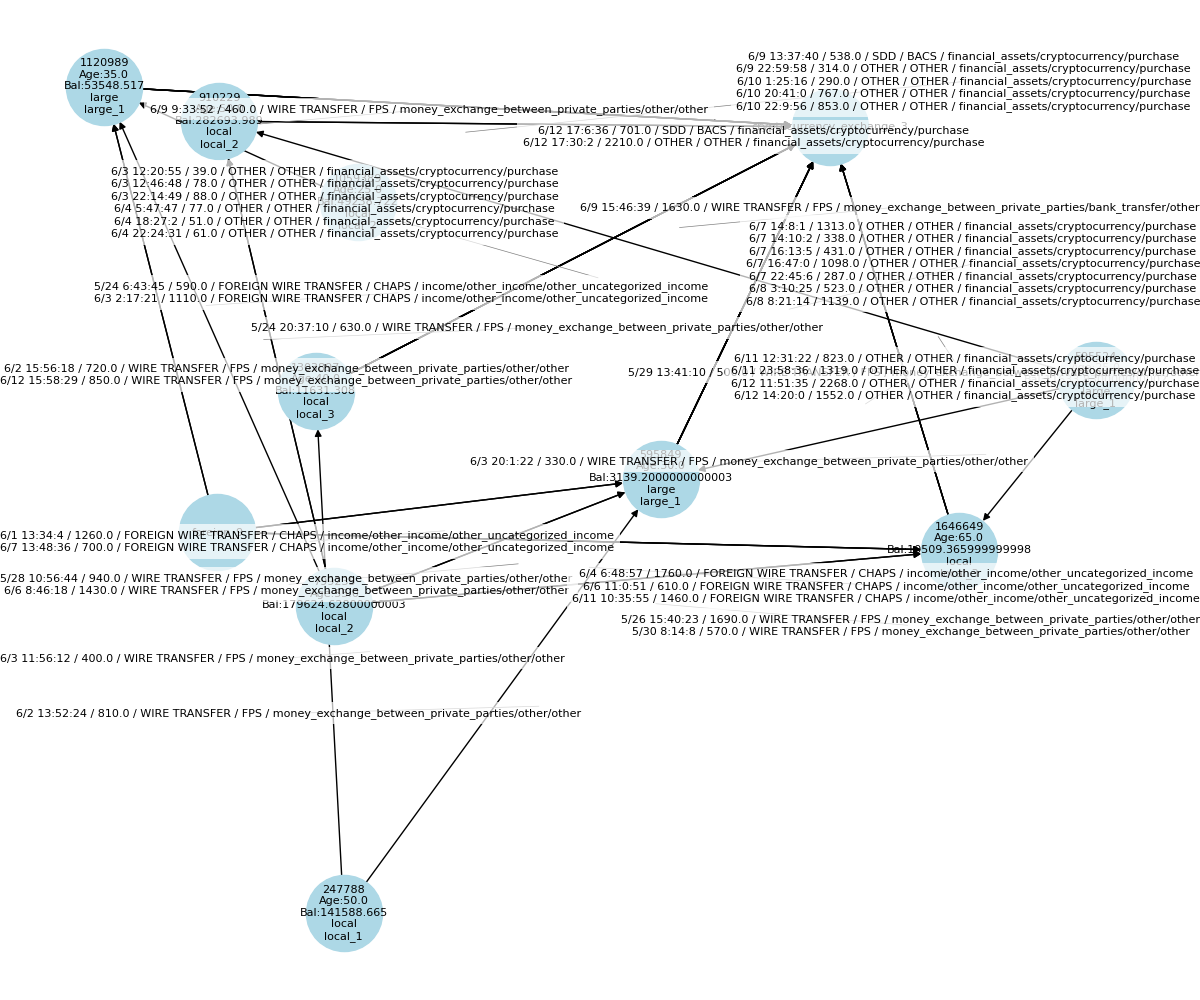 1120989
Age:35.0
Bal:53548.517
large
large_1
910229
local
local_2
6/9 9:33:52 / 460.0 / WIRE TRANSFER / FPS / money_exchange_between_private_parties/other/other
6/9 13:37:40 / 538.0 / SDD / BACS / financial_assets/cryptocurrency/purchase
6/9 22:59:58 / 314.0 / OTHER / OTHER / financial_assets/cryptocurrency/purchase
6/10 1:25:16 / 290.0 / OTHER / OTHER / financial_assets/cryptocurrency/purchase
6/10 20:41:0 / 767.0 / OTHER / OTHER / financial_assets/cryptocurrency/purchase
6/10 22:9:56 / 853.0 / OTHER / OTHER / financial_assets/cryptocurrency/purchase
6/12 17:6:36 / 701.0 / SDD / BACS / financial_assets/cryptocurrency/purchase
6/12 17:30:2 / 2210.0 / OTHER / OTHER / financial_assets/cryptocurrency/purchase
6/3 12:20:55 / 39.0 / OTHER / OTHER / financial_assets/cryptocurrency/purchase
6/3 12:46:48 / 78.0 / OTHER / OTHER / financial_assets/cryptocurrency/purchase
6/3 22:14:49 / 88.0 / OTHER / OTHER / financial_assets/cryptocurrency/purchase
6/4 5:47:47 / 77.0 / OTHER / OTHER / financial_assets/cryptocurrency/purchase
6/4 18:27:2 / 51.0 / OTHER / OTHER / financial_assets/cryptocurrency/purchase
6/4 22:24:31 / 61.0 / OTHER / OTHER / financial_assets/cryptocurrency/purchase
6/9 15:46:39 / 1630.0 / WIRE TRANSFER / FPS / money_exchange_between_private_parties/bank_transfer/other
6/7 14:8:1 / 1313.0 / OTHER / OTHER / financial_assets/cryptocurrency/purchase
6/7 14:10:2 / 338.0 / OTHER / OTHER / financial_assets/cryptocurrency/purchase
6/7 16:13:5 / 431.0 / OTHER / OTHER / financial_assets/cryptocurrency/purchase
6/7 16:47:0 / 1098.0 / OTHER / OTHER / financial_assets/cryptocurrency/purchase
6/7 22:45:6 / 287.0 / OTHER / OTHER / financial_assets/cryptocurrency/purchase
6/8 3:10:25 / 523.0 / OTHER / OTHER / financial_assets/cryptocurrency/purchase
6/8 8:21:14 / 1139.0 / OTHER / OTHER / financial_assets/cryptocurrency/purchase
5/24 6:43:45 / 590.0 / FOREIGN WIRE TRANSFER / CHAPS / income/other_income/other_uncategorized_income
6/3 2:17:21 / 1110.0 / FOREIGN WIRE TRANSFER / CHAPS / income/other_income/other_uncategorized_income
5/24 20:37:10 / 630.0 / WIRE TRANSFER / FPS / money_exchange_between_private_parties/other/other
6/2 15:56:18 / 720.0 / WIRE TRANSFER / FPS / money_exchange_between_private_parties/other/other
6/12 15:58:29 / 850.0 / WIRE TRANSFER / FPS / money_exchange_between_private_parties/other/other
Bal:11631.308
local
local_3
5/29 13:41:10 /
6/11 12:31:22 / 823.0 / OTHER / OTHER / financial_assets/cryptocurrency/purchase
6/11 23:58:36 / 1319.0 / OTHER / OTHER / financial_assets/cryptocurrency/purchase
6/12 11:51:35 / 2268.0 / OTHER / OTHER / financial_assets/cryptocurrency/purchase
6/12 14:20:0 / 1552.0 / OTHER / OTHER / financial_assets/cryptocurrency/purchase
large
large_1
6/3 20:1:22 / 330.0 / WIRE TRANSFER / FPS / money_exchange_between_private_parties/other/other
Bal:3139.2000000000003
large
large_1
6/1 13:34:4 / 1260.0 / FOREIGN WIRE TRANSFER / CHAPS / income/other_income/other_uncategorized_income
6/7 13:48:36 / 700.0 / FOREIGN WIRE TRANSFER / CHAPS / income/other_income/other_uncategorized_income
1646649
Age:65.0
local
6/4 6:48:57 / 1760.0 / FOREIGN WIRE TRANSFER / CHAPS / income/other_income/other_uncategorized_income
6/6 11:0:51 / 610.0 / FOREIGN WIRE TRANSFER / CHAPS / income/other_income/other_uncategorized_income
6/11 10:35:55 / 1460.0 / FOREIGN WIRE TRANSFER / CHAPS / income/other_income/other_uncategorized_income
5/28 10:56:44 / 940.0 / WIRE TRANSFER / FPS / money_exchange_between_private_parties/other/other
6/6 8:46:18 / 1430.0 / WIRE TRANSFER / FPS / money_exchange_between_private_parties/other/other
Bal:179624.62800000003
local
local_2
5/26 15:40:23 / 1690.0 / WIRE TRANSFER / FPS / money_exchange_between_private_parties/other/other
5/30 8:14:8 / 570.0 / WIRE TRANSFER / FPS / money_exchange_between_private_parties/other/other
6/3 11:56:12 / 400.0 / WIRE TRANSFER / FPS / money_exchange_between_private_parties/other/other
6/2 13:52:24 / 810.0 / WIRE TRANSFER / FPS / money_exchange_between_private_parties/other/other
247788
Age:50.0
Bal:141588.665
local
local_1